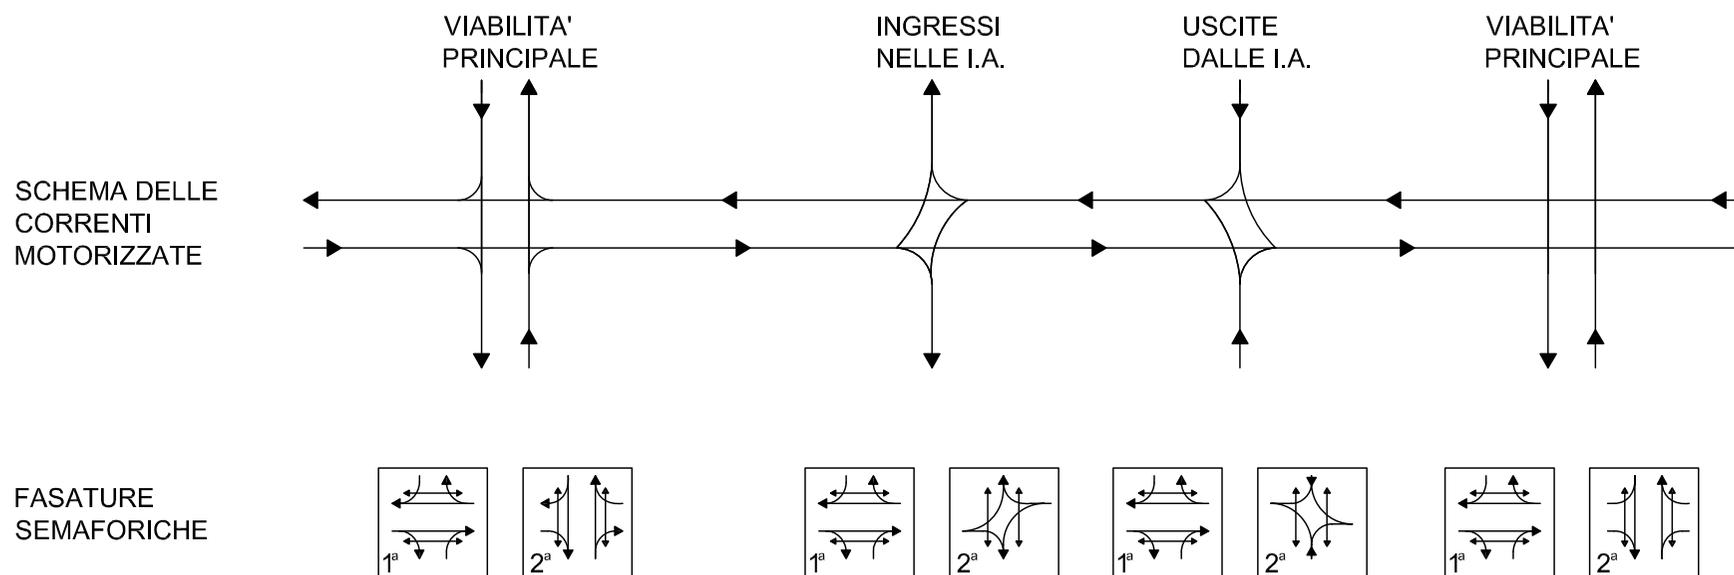 VIABILITA'
PRINCIPALE
INGRESSI
NELLE I.A.
USCITE
DALLE I.A.
VIABILITA'
PRINCIPALE
SCHEMA DELLE
CORRENTI
MOTORIZZATE
FASATURE
SEMAFORICHE
1ª
2ª
1ª
2ª
1ª
2ª
1ª
2ª